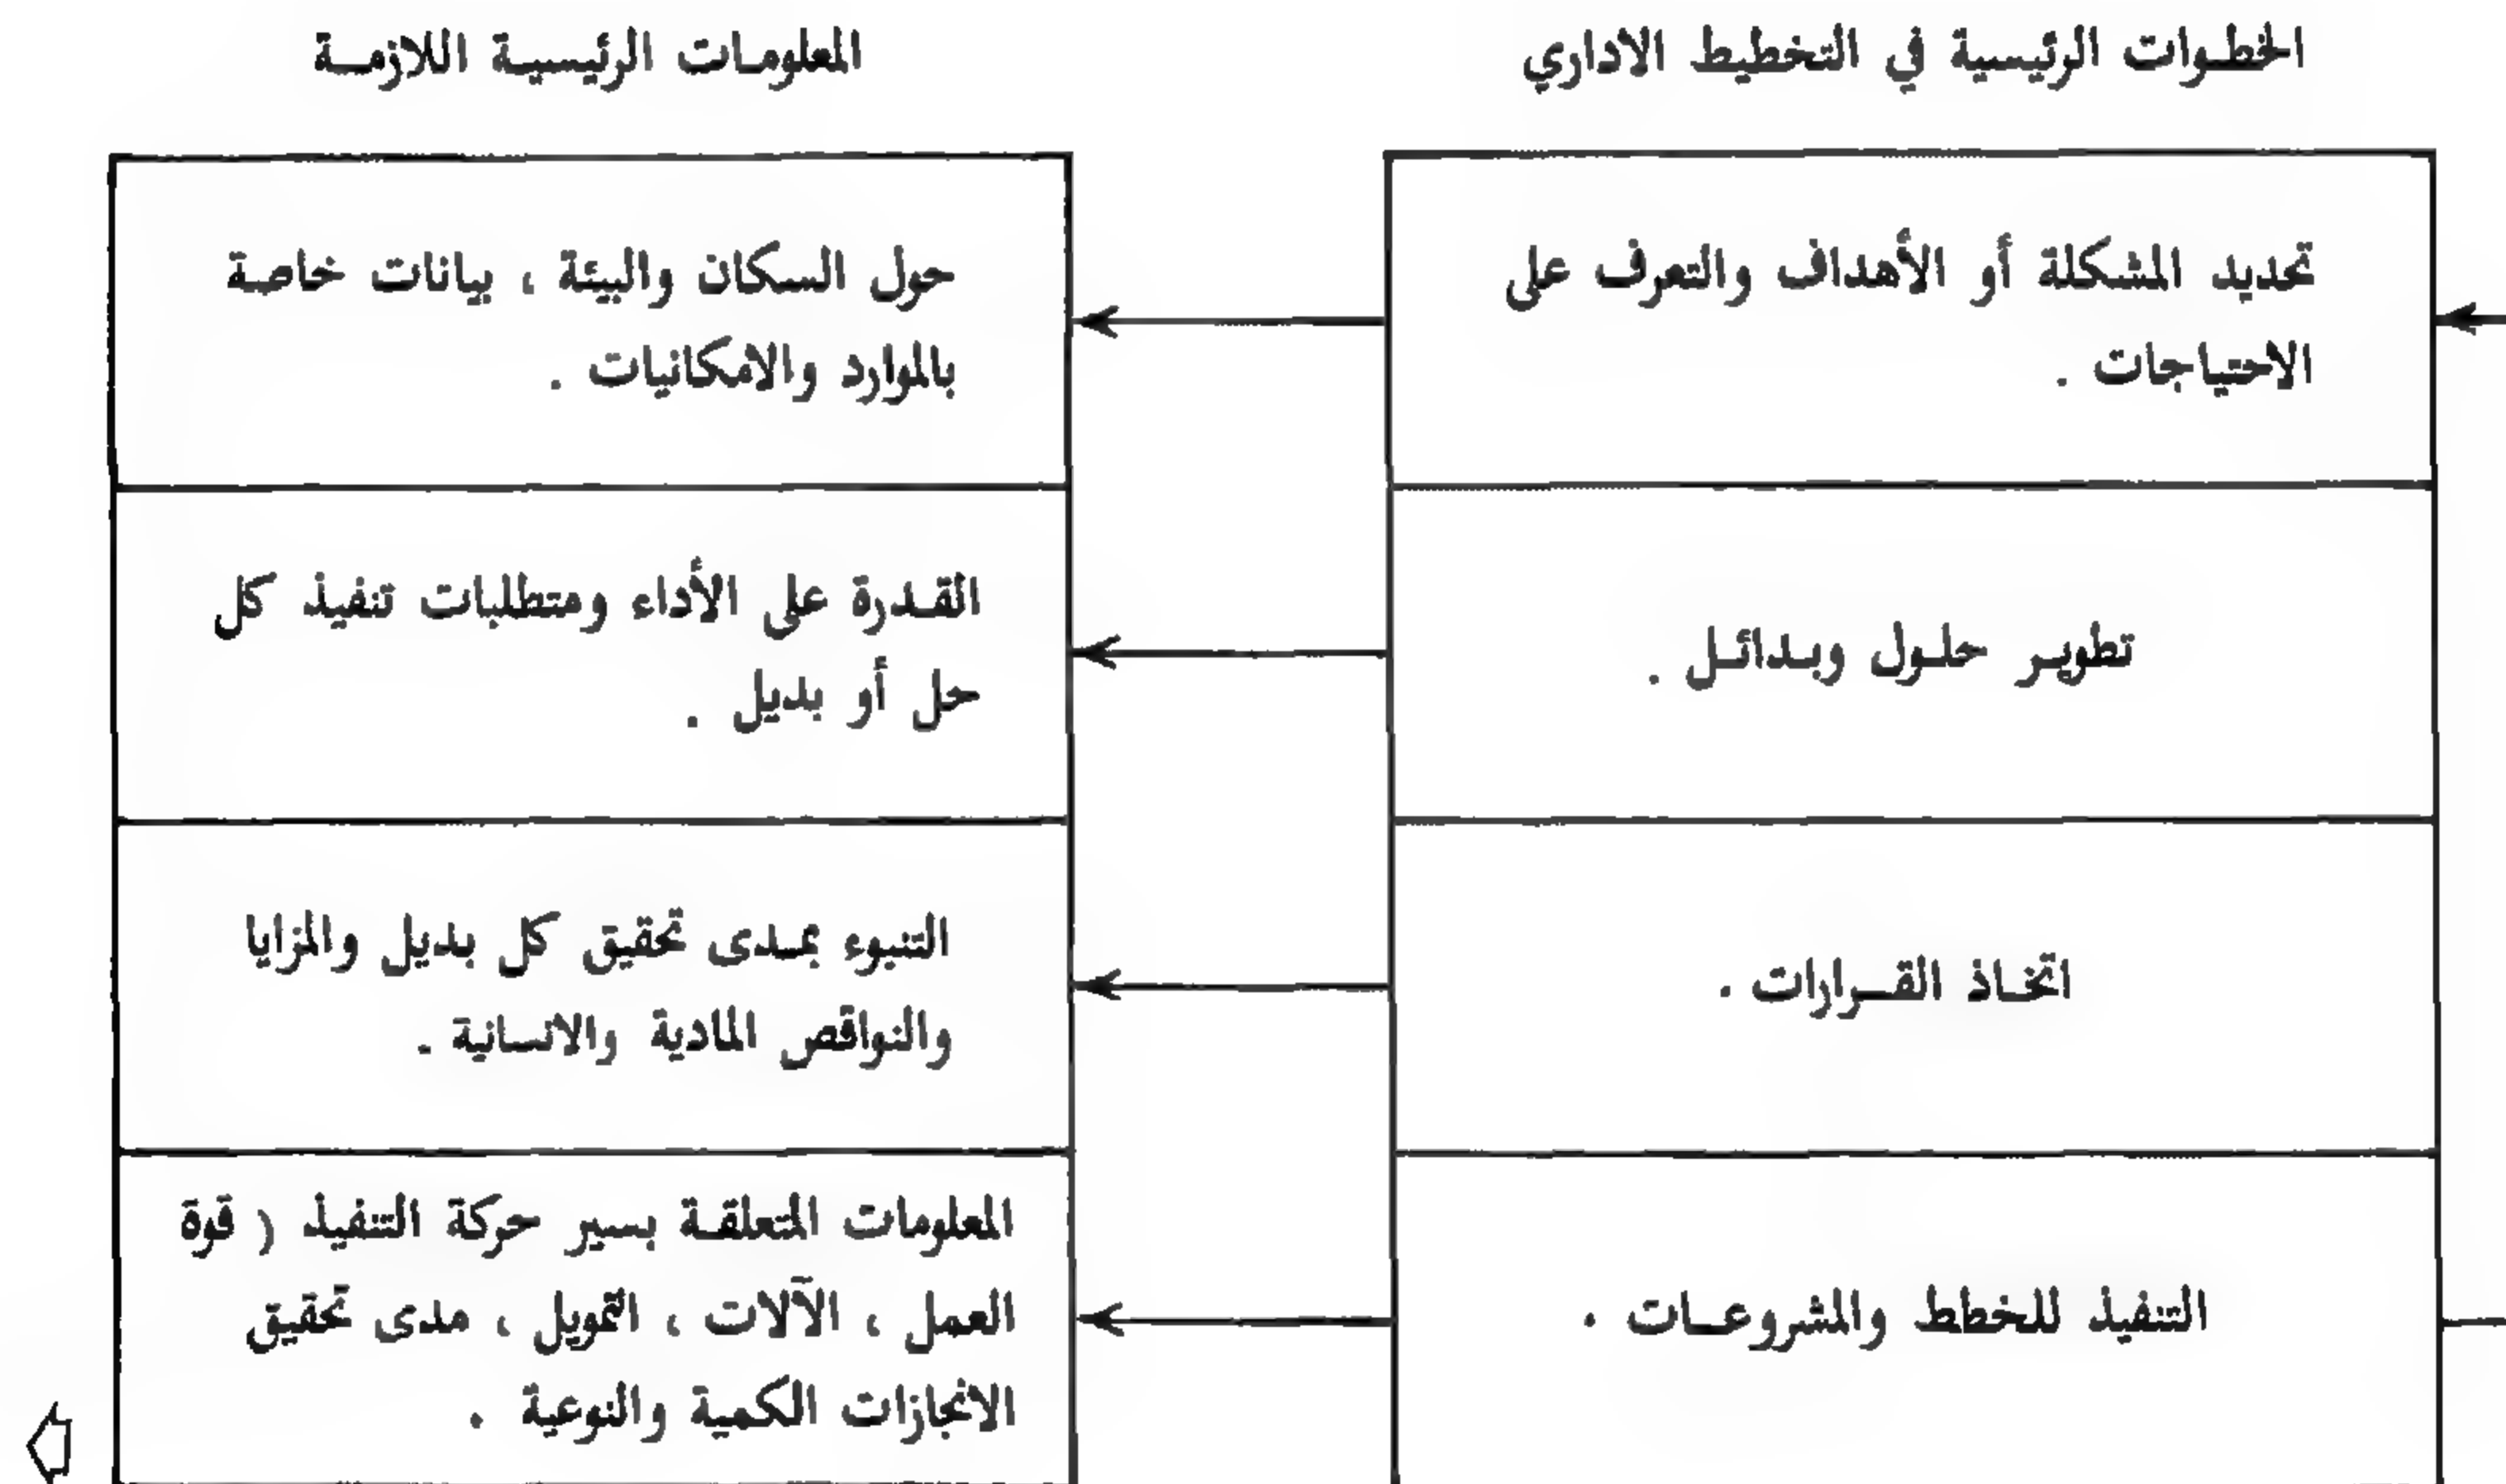 الخطوات الرئيسية في التخطيط الاداري
المعلومات الرئيسية اللازمة
تحديد المشكلة أو الأهداف والتعرف على
الاحتياجات .
حول السكان والبيئة ، بيانات خاصة
بالموارد والامكانيات .
تطوير حلول وبدائل .
القدرة على الأداء ومتطلبات تنفيذ كل
حل أو بديل .
اتخاذ القرارات .
التنبوء بمدى تحقيق كل بديل والمزايا
والنواقص المادية والانسانية .
التنفيذ للخطط والمشروعات .
المعلومات المتعلقة بسير حركة التنفيذ ( قوة
العمل ، الآلات ، التمويل ، مدى تحقيق
الانجازات الكمية والنوعية .